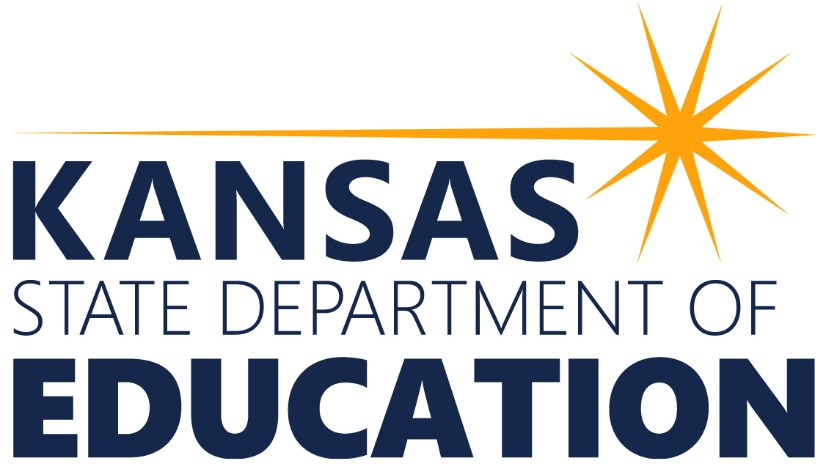 KANSAS
STATE DEPARTMENT OF
EDUCATION